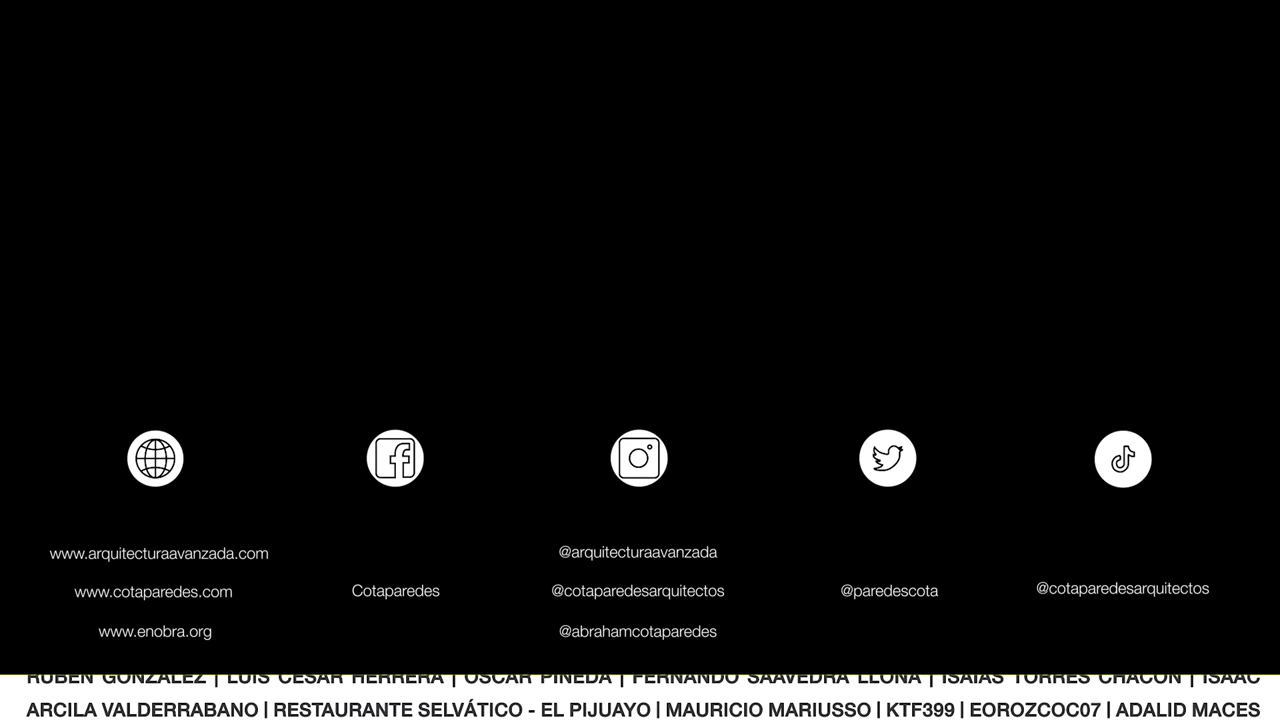 www.arquitecturaavanzada.com
www.cotaparedes.com
www.enobra.org
Cotaparedes
@arquitecturaavanzada
@cotaparedesarquitectos
@abrahamcotaparedes
@paredescota
@cotaparedesarquitectos
RUBEN GONZALEZ | LUIS CESAR HERRERA | OSCAR PINEDA | FERNANDO SAAVEDRA LLONA | ISAIAS TORRES CHACON | ISAAC
ARCILA VALDERRABANO | RESTAURANTE SELVÁTICO - EL PIJUAYO | MAURICIO MARIUSSO | KTF399 | EOROZCOC07 | ADALID MACES